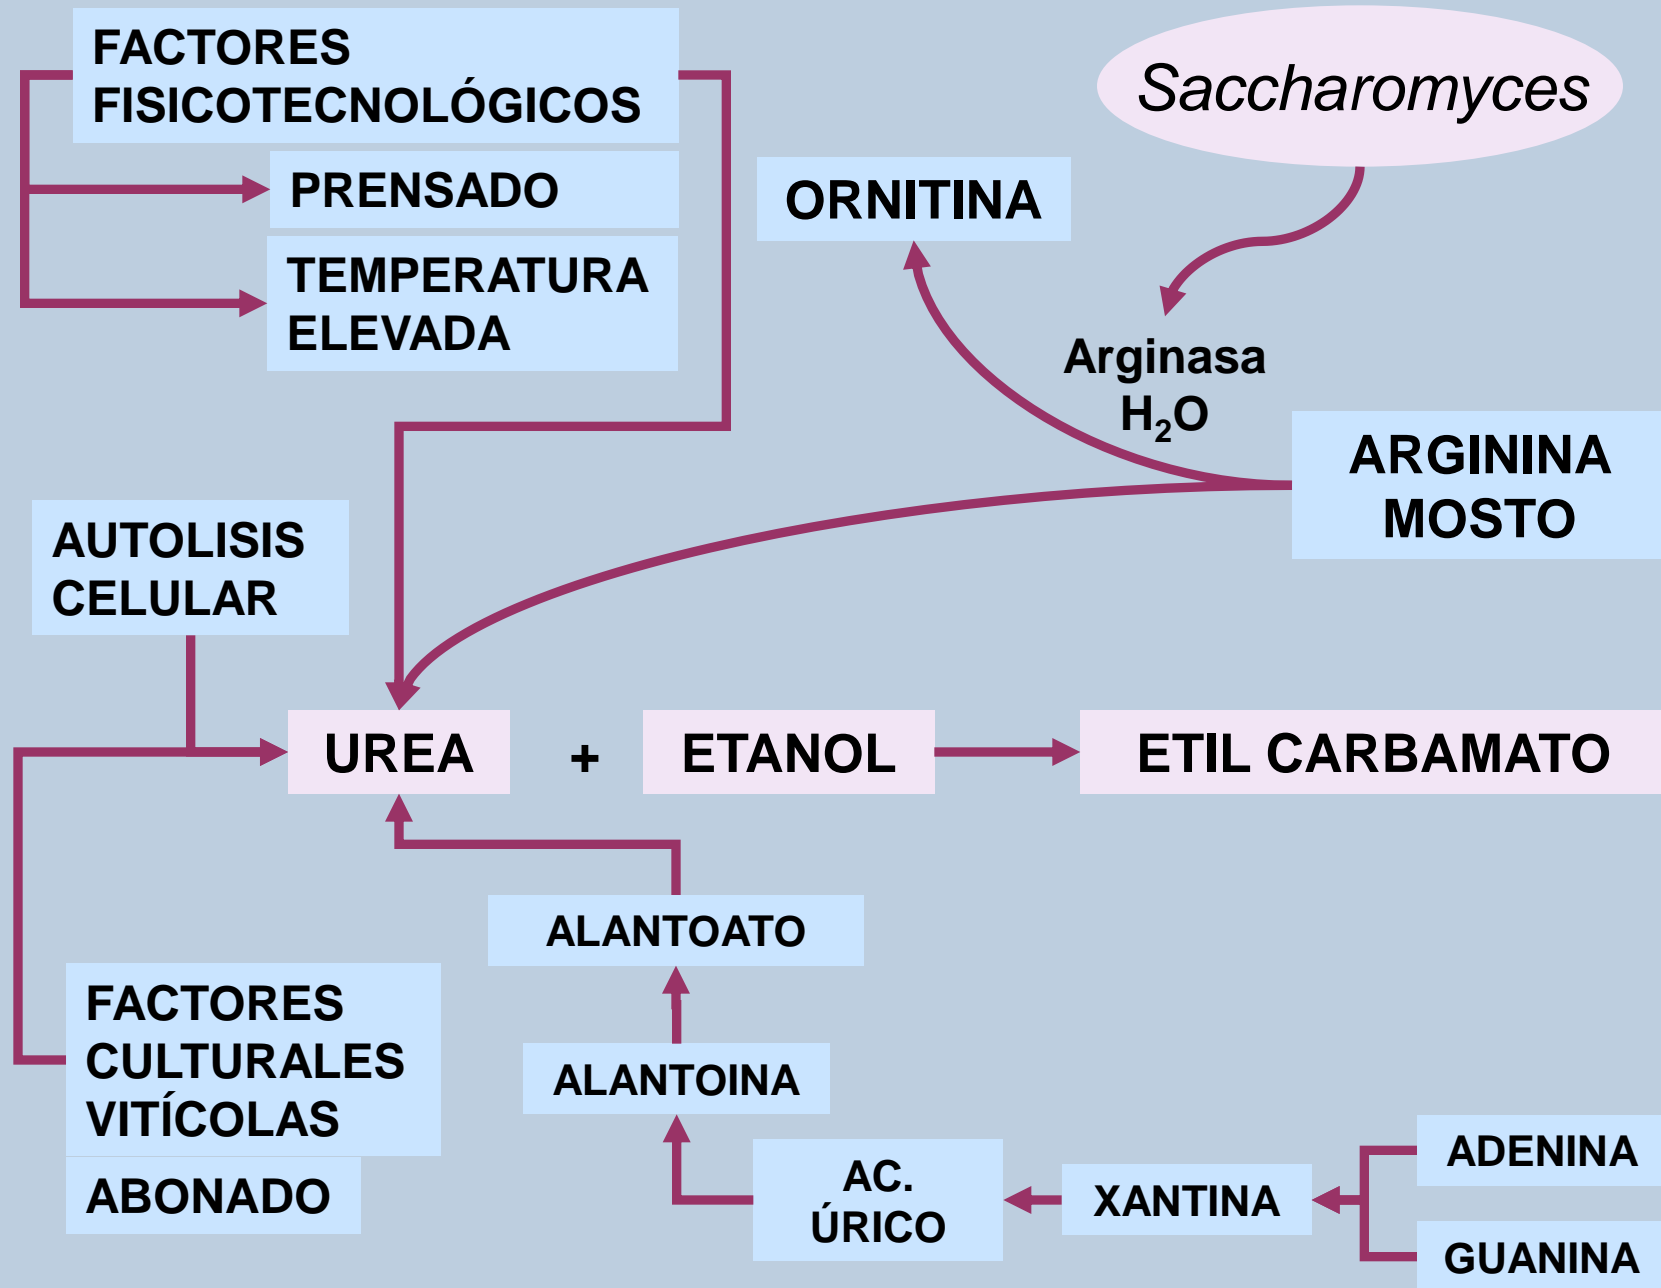 FACTORES
FISICOTECNOLÓGICOS
Saccharomyces
PRENSADO
ORNITINA
TEMPERATURA
ELEVADA
Arginasa
H₂O
ARGININA
MOSTO
AUTOLISIS
CELULAR
UREA + ETANOL ETIL CARBAMATO
ALANTOATO
FACTORES
CULTURALES
VITÍCOLAS
ALANTOINA
ABONADO
AC.
ÚRICO
XANTINA
ADENINA
GUANINA